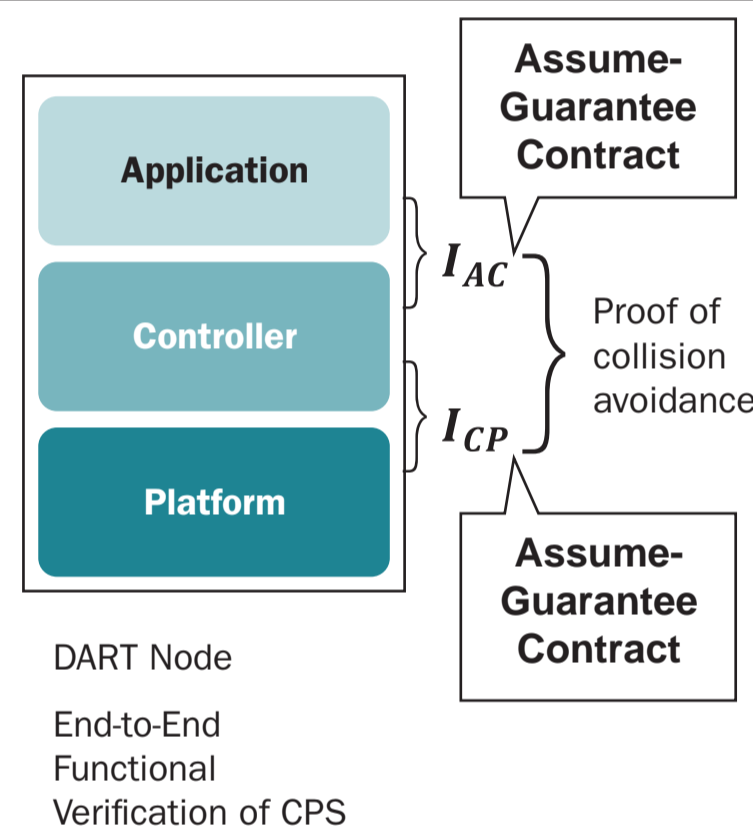 Assume-
Guarantee
Contract
Application
I_AC
Controller
Proof of
collision
avoidance
I_CP
Platform
Assume-
Guarantee
Contract
DART Node
End-to-End
Functional
Verification of CPS